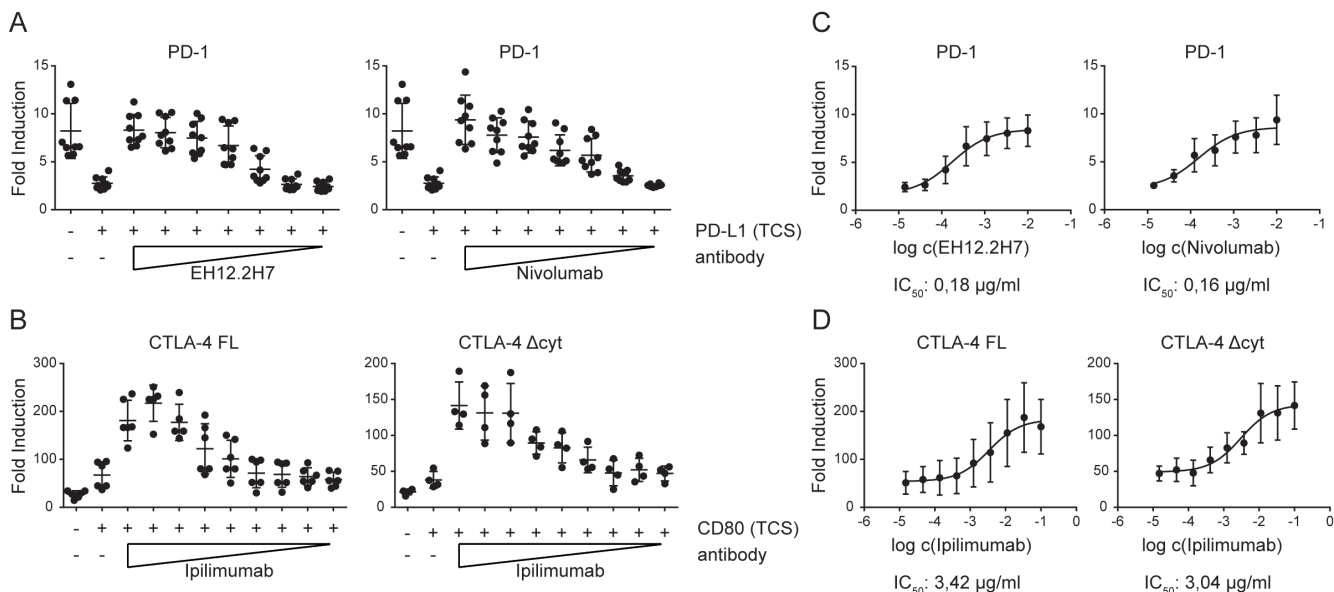 A
PD-1
Fold Induction
15
10
5
0
- + + + + + + + +
- -
EH12.2H7
PD-1
15
10
5
0
- + + + + + + + +
- -
Nivolumab
PD-L1 (TCS)
antibody
B
CTLA-4 FL
Fold Induction
300
200
100
0
- + + + + + + + + + +
- -
Ipilimumab
CTLA-4 Δcyt
200
150
100
50
0
- + + + + + + + + + +
- -
Ipilimumab
CD80 (TCS)
antibody
C
PD-1
Fold Induction
15
10
5
0
-6 -5 -4 -3 -2 -1
log c(EH12.2H7)
IC50: 0,18 µg/ml
PD-1
15
10
5
0
-6 -5 -4 -3 -2 -1
log c(Nivolumab)
IC50: 0,16 µg/ml
D
CTLA-4 FL
Fold Induction
300
200
100
0
-6 -5 -4 -3 -2 -1 0
log c(Ipilimumab)
IC50: 3,42 µg/ml
CTLA-4 Δcyt
200
150
100
50
0
-6 -5 -4 -3 -2 -1 0
log c(Ipilimumab)
IC50: 3,04 µg/ml